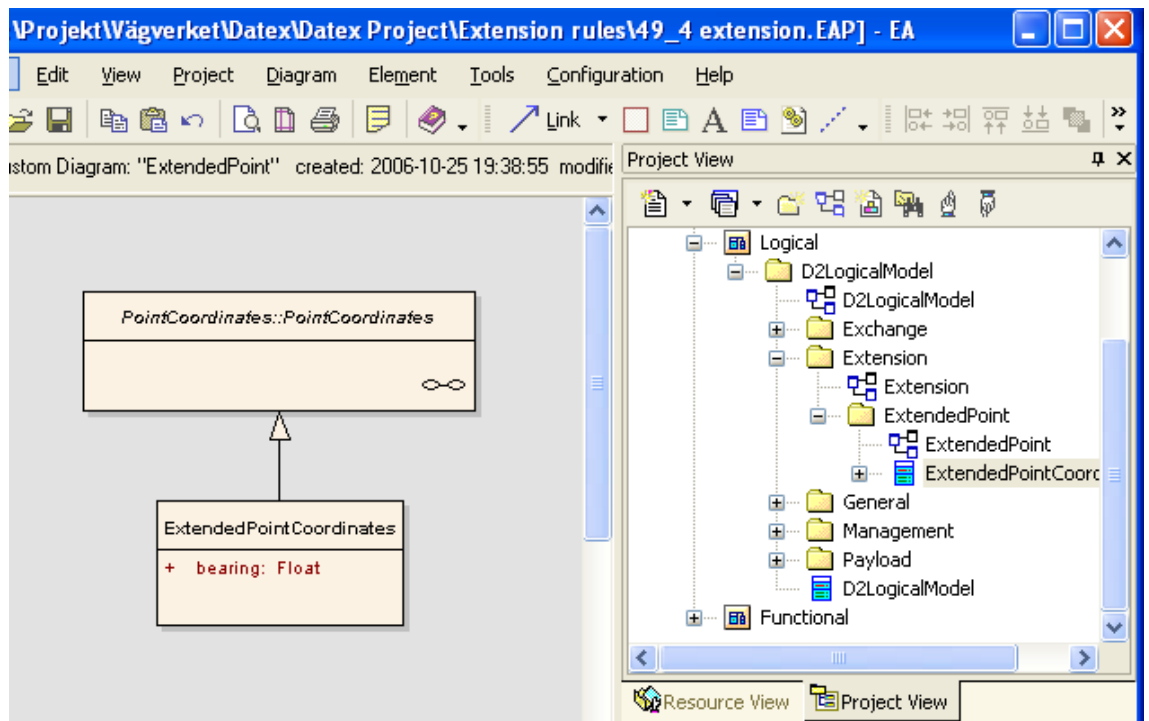 \Projekt\Vägverket\Datex\Datex Project\Extension rules\49_4 extension.EAP] - EA
Edit View Project Diagram Element Tools Configuration Help
Link
stom Diagram: "ExtendedPoint" created: 2006-10-25 19:38:55 modifie
Project View
Logical
D2LogicalModel
D2LogicalModel
Exchange
Extension
Extension
ExtendedPoint
ExtendedPoint
ExtendedPointCoord
General
Management
Payload
D2LogicalModel
Functional
Resource View Project View
PointCoordinates::PointCoordinates
ExtendedPointCoordinates
+ bearing: Float